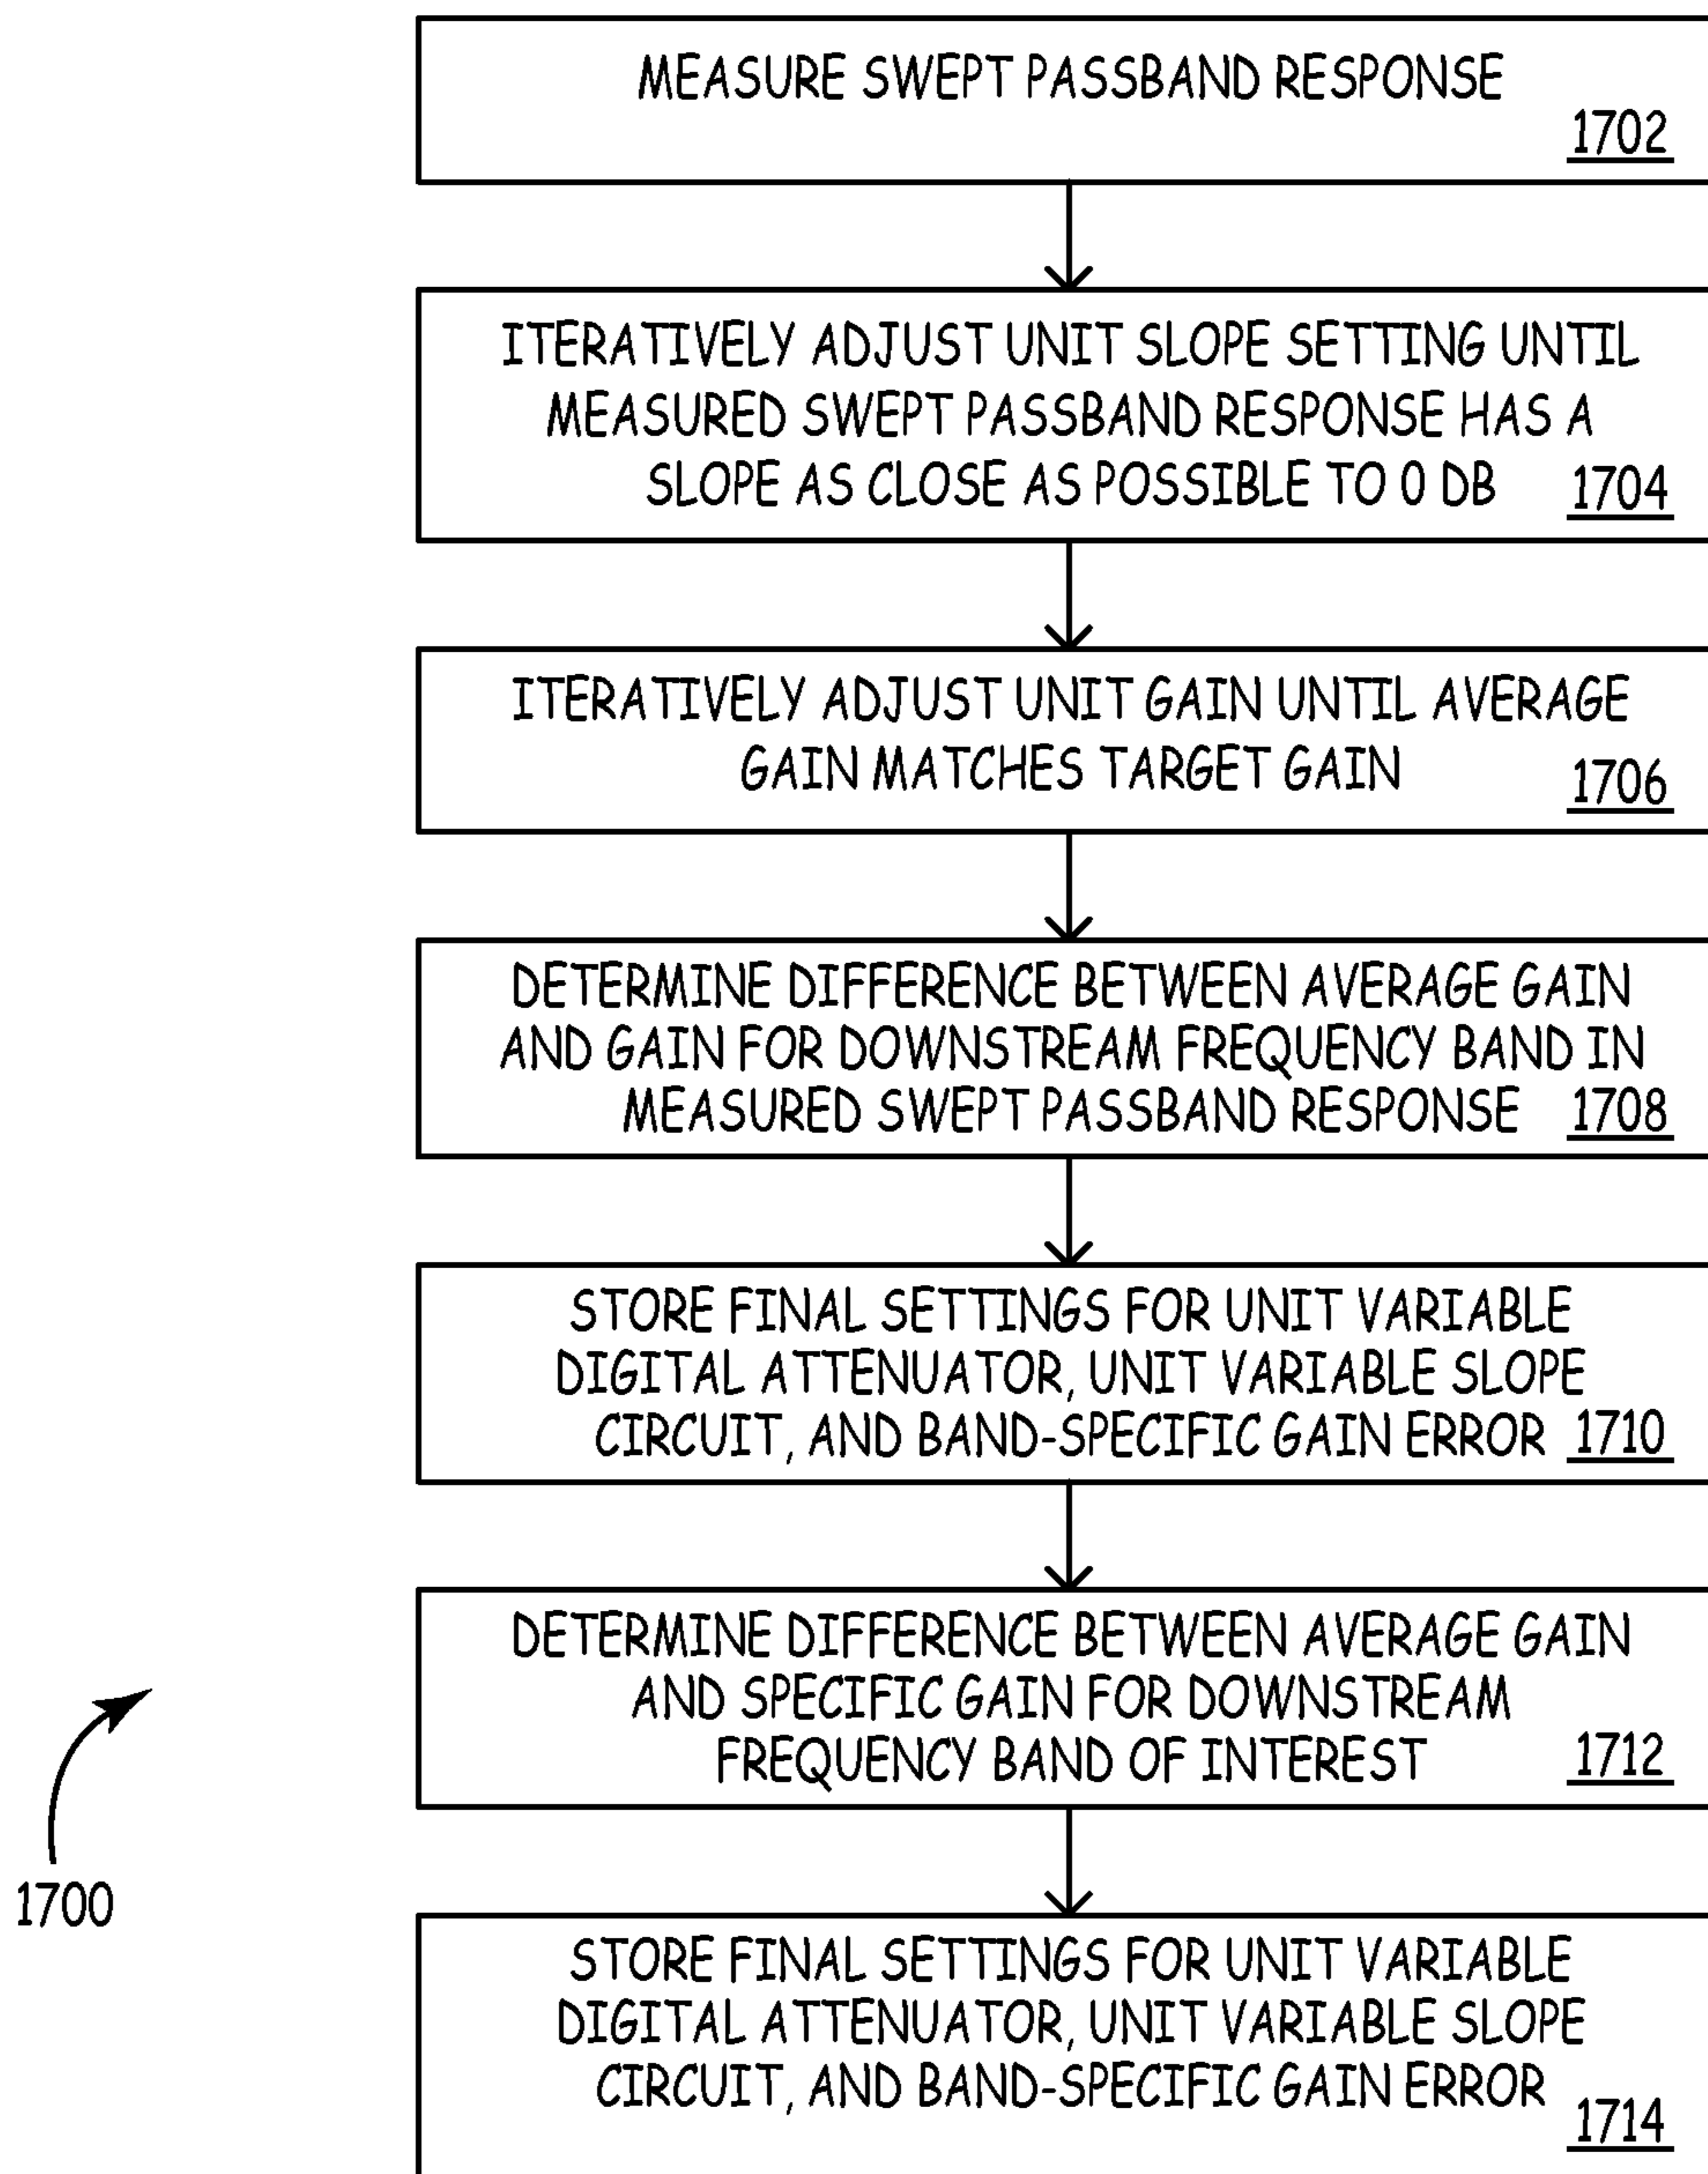 MEASURE SWEPT PASSBAND RESPONSE
1702
ITERATIVELY ADJUST UNIT SLOPE SETTING UNTIL
MEASURED SWEPT PASSBAND RESPONSE HAS A
SLOPE AS CLOSE AS POSSIBLE TO 0 DB 1704
ITERATIVELY ADJUST UNIT GAIN UNTIL AVERAGE
GAIN MATCHES TARGET GAIN 1706
DETERMINE DIFFERENCE BETWEEN AVERAGE GAIN
AND GAIN FOR DOWNSTREAM FREQUENCY BAND IN
MEASURED SWEPT PASSBAND RESPONSE 1708
STORE FINAL SETTINGS FOR UNIT VARIABLE
DIGITAL ATTENUATOR, UNIT VARIABLE SLOPE
CIRCUIT, AND BAND-SPECIFIC GAIN ERROR 1710
DETERMINE DIFFERENCE BETWEEN AVERAGE GAIN
AND SPECIFIC GAIN FOR DOWNSTREAM
FREQUENCY BAND OF INTEREST 1712
STORE FINAL SETTINGS FOR UNIT VARIABLE
DIGITAL ATTENUATOR, UNIT VARIABLE SLOPE
CIRCUIT, AND BAND-SPECIFIC GAIN ERROR
1714
1700